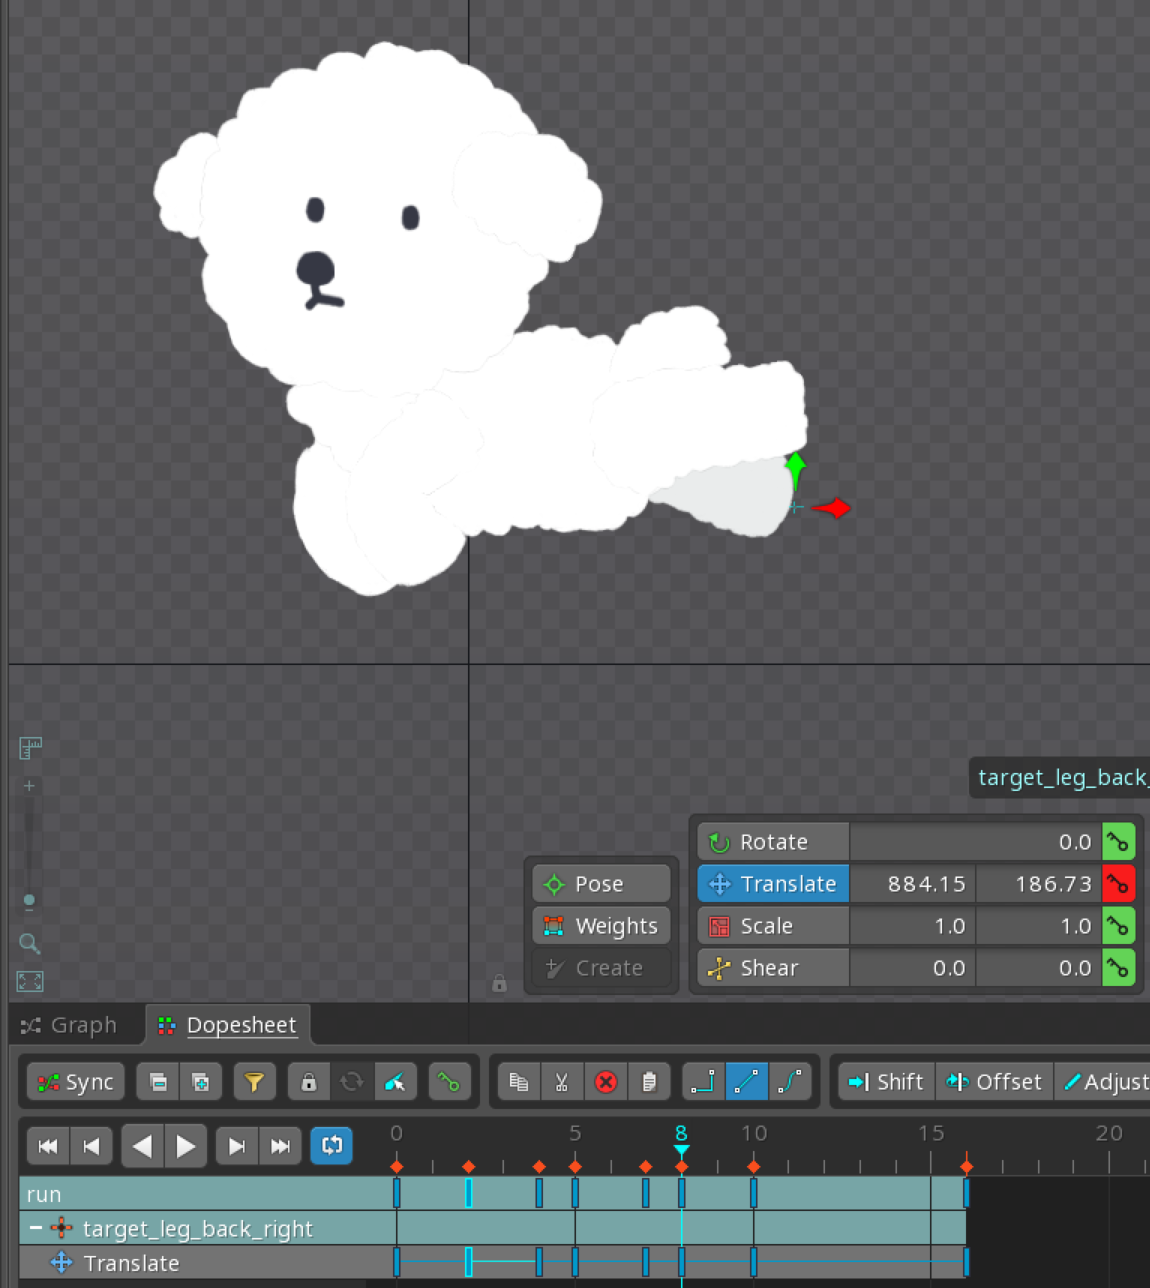 target_leg_back_
Rotate 0.0
Pose Translate 884.15 186.73
Weights Scale 1.0 1.0
Create Shear 0.0 0.0
Graph Dopesheet
Sync Shift Offset Adjust
0 5 8 10 15 20
run
target_leg_back_right
Translate